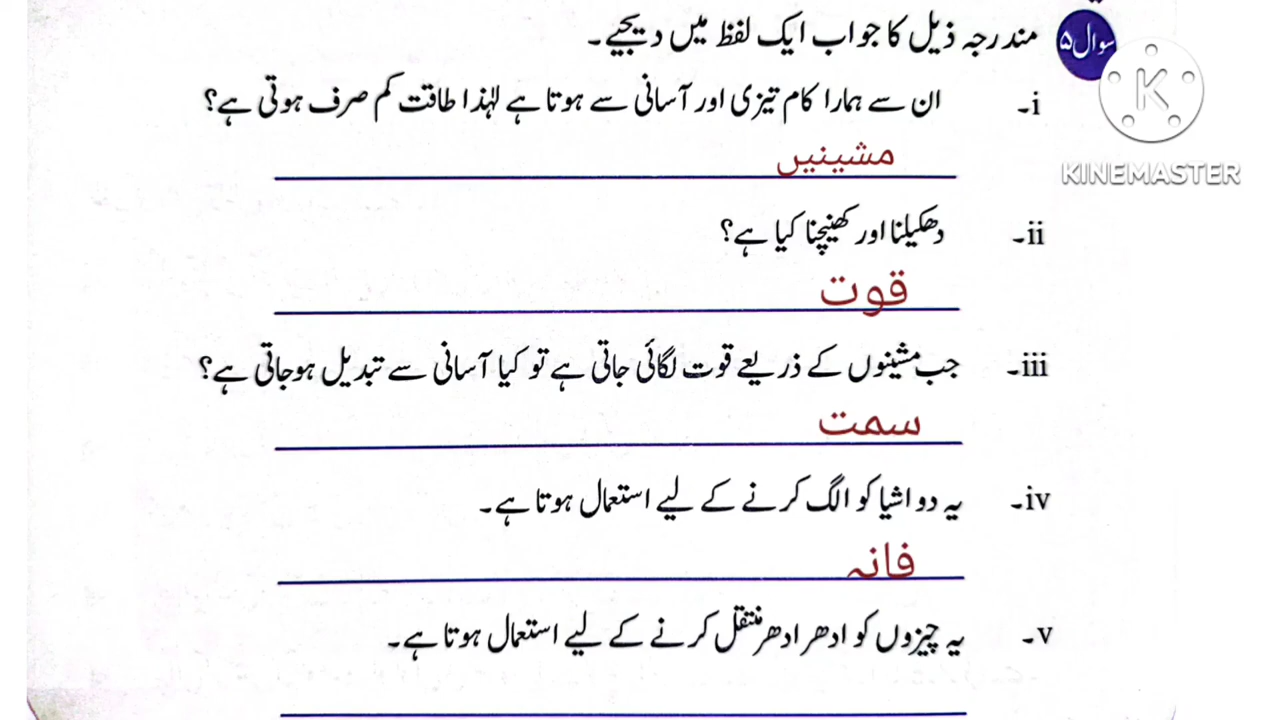 سوال ۵ مندرجہ ذیل کا جواب ایک لفظ میں دیجیے۔
i۔ ان سے ہمارا کام تیزی اور آسانی سے ہوتا ہے لہٰذا طاقت کم صرف ہوتی ہے؟
مشینیں
ii۔ دھکیلنا اور کھینچنا کیا ہے؟
قوت
iii۔ جب مشینوں کے ذریعے قوت لگائی جاتی ہے تو کیا آسانی سے تبدیل ہوجاتی ہے؟
سمت
iv۔ یہ دو اشیا کو الگ کرنے کے لیے استعمال ہوتا ہے۔
فانہ
v۔ یہ چیزوں کو ادھر ادھر منتقل کرنے کے لیے استعمال ہوتا ہے۔
K
KINEMASTER